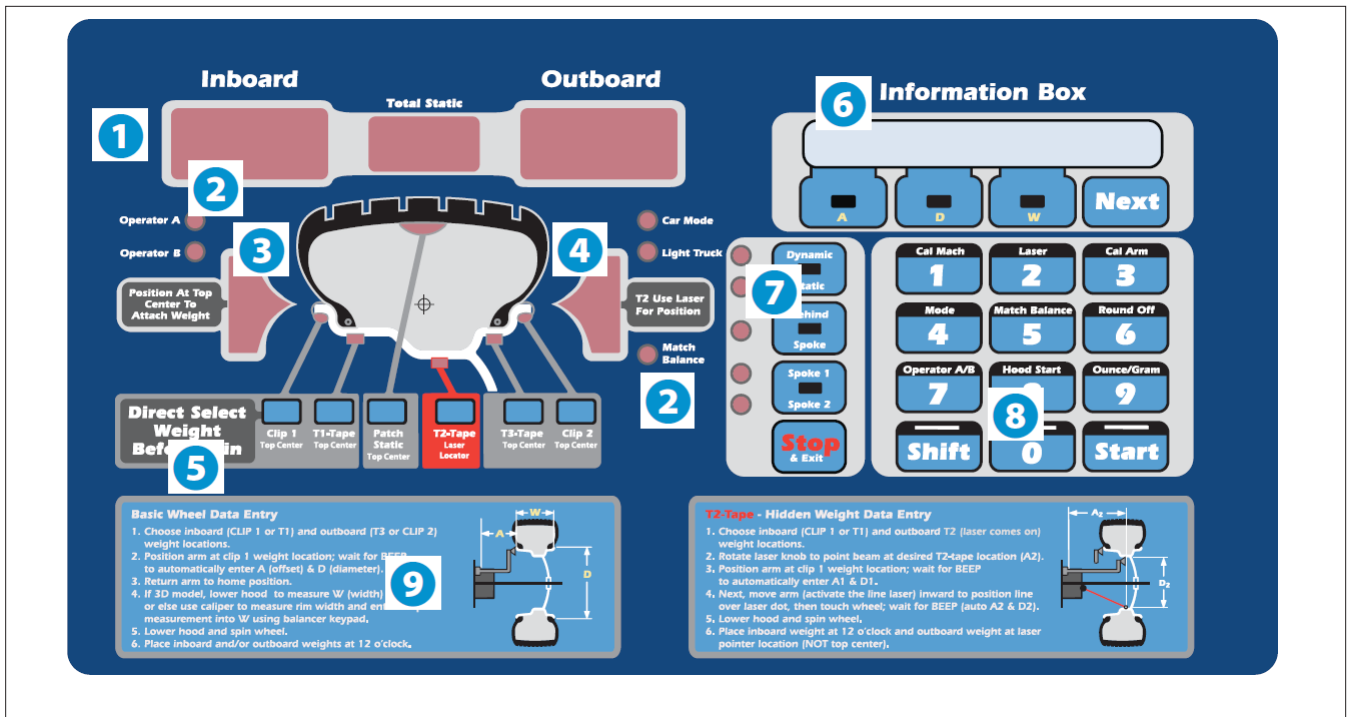 Inboard
Total Static
Outboard
1
2
Operator A
Operator B
3
4
Car Mode
Light Truck
Position At Top
Center To
Attach Weight
T2 Use Laser
For Position
Match
Balance
2
Direct Select
Weight
5
Clip 1
Top Center
T1-Tape
Top Center
Patch
Static
Top Center
T2-Tape
Laser
Locator
T3-Tape
Top Center
Clip 2
Top Center
6
Information Box
A
D
W
Next
7
Dynamic
Spoke
Spoke 1
Spoke 2
Stop
& Exit
Cal Mach
1
Laser
2
Cal Arm
3
Mode
4
Match Balance
5
Round Off
6
Operator A/B
7
Hood Start
8
Ounce/Gram
9
Shift
0
Start
Basic Wheel Data Entry
1. Choose inboard (CLIP 1 or T1) and outboard (T3 or CLIP 2)
weight locations.
2. Position arm at clip 1 weight location; wait for
to automatically enter A (offset) & D (diameter).
3. Return arm to home position.
4. If 3D model, lower hood to measure W (width)
or else use caliper to measure rim width and
measurement into W using balancer keypad.
5. Lower hood and spin wheel.
6. Place inboard and/or outboard weights at 12 o'clock.
W
A
D
9
T2-Tape - Hidden Weight Data Entry
1. Choose inboard (CLIP 1 or T1) and outboard T2 (laser comes on)
weight locations.
2. Rotate laser knob to point beam at desired T2-tape location (A2).
3. Position arm at clip 1 weight location; wait for BEEP
to automatically enter A1 & D1.
4. Next, move arm (activate the line laser) inward to position line
over laser dot, then touch wheel; wait for BEEP (auto A2 & D2).
5. Lower hood and spin wheel.
6. Place inboard weight at 12 o'clock and outboard weight at laser
pointer location (NOT top center).
A2
D2